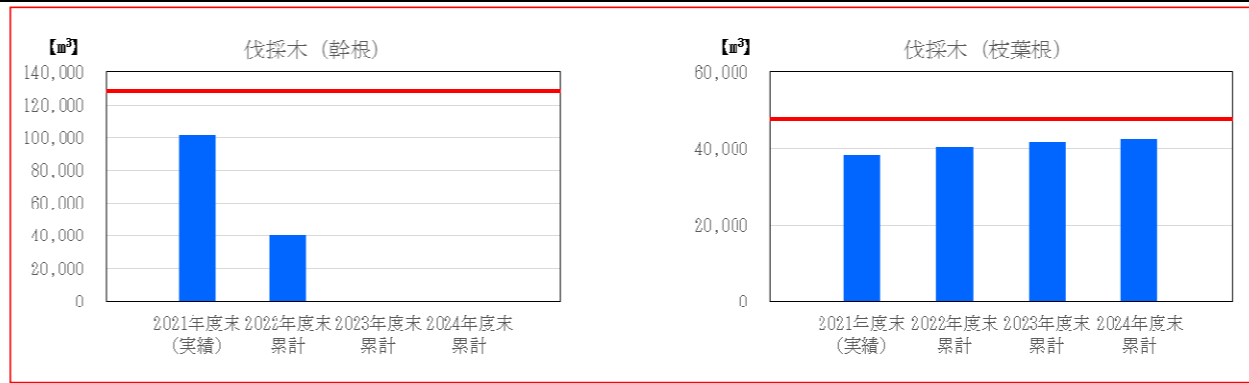 【m³】
伐採木（幹根）
140,000
120,000
100,000
80,000
60,000
40,000
20,000
0
2021年度末
（実績）
2022年度末
累計
2023年度末
累計
2024年度末
累計
【m³】
伐採木（枝葉根）
60,000
40,000
20,000
0
2021年度末
（実績）
2022年度末
累計
2023年度末
累計
2024年度末
累計